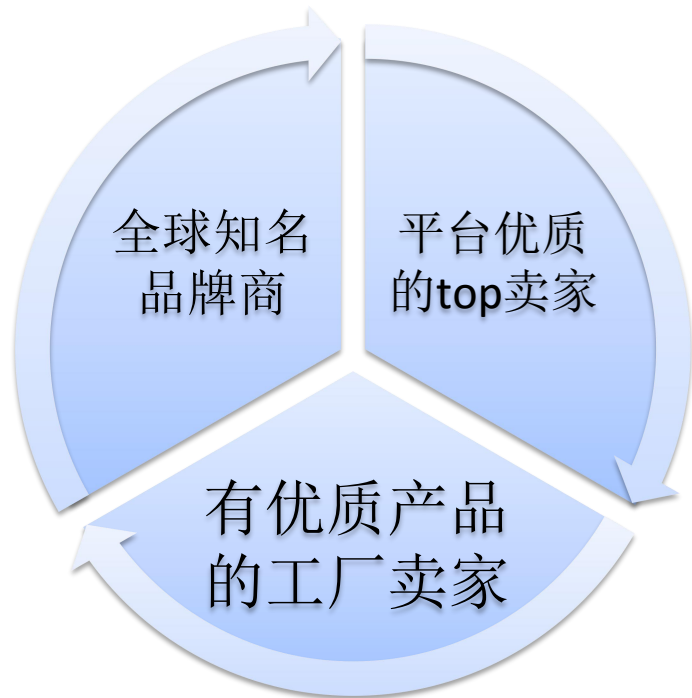 全球知名
品牌商
平台优质
的top卖家
有优质产品
的工厂卖家